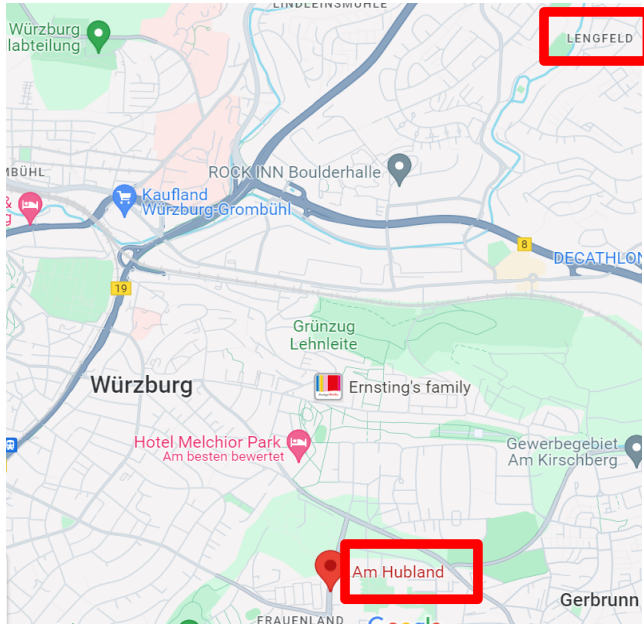 LINDLEINSMÜHLE
Würzburg
labteilung
LENGFELD
MBÜHL
ROCK INN Boulderhalle
&
g
Kaufland
Würzburg-Grombühl
8
DECATHLON
19
Grünzug
Lehnleite
Würzburg
Ernsting's family
Hotel Melchior Park
Am besten bewertet
Gewerbegebiet
Am Kirschberg
Am Hubland
Gerbrunn
FRAUENLAND
Google